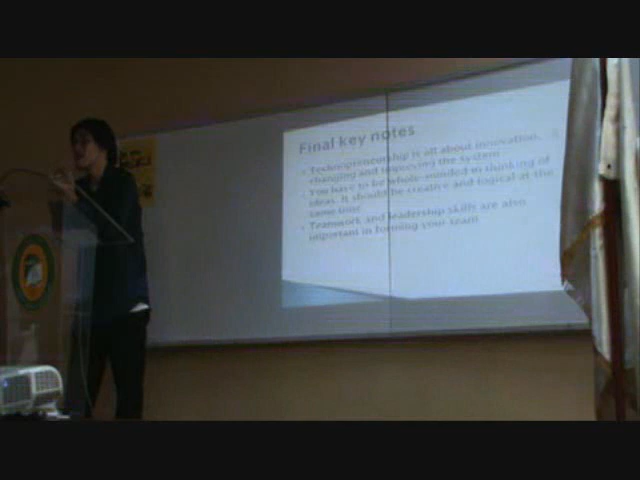 Final key notes
Technopreneurship is all about innovation,
changing and improving the system
You have to be whole-minded in thinking of
ideas. It should be creative and logical at the
same time
Teamwork and leadership skills are also
important in forming your team